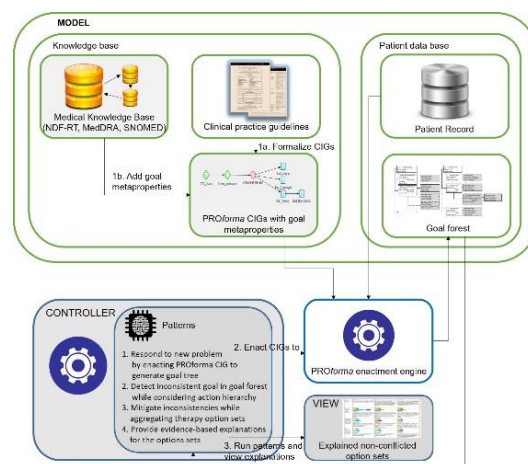 MODEL
Knowledge base
Medical Knowledge Base
(NDF-RT, MedDRA, SNOMED)
Clinical practice guidelines
1a. Formalize CIGs
1b. Add goal
metaproperties
PROforma CIGs with goal
metaproperties
Patient data base
Patient Record
Goal forest
CONTROLLER
Patterns
1. Respond to new problem
by enacting PROforma CIG to
generate goal tree
2. Detect inconsistent goal in goal forest
while considering action hierarchy
3. Mitigate inconsistencies while
aggregating therapy option sets
4. Provide evidence-based explanations
for the options sets
2. Enact CIGs to
PROforma enactment engine
VIEW
Explained non-conflicted
option sets
3. Run patterns and
view explanations